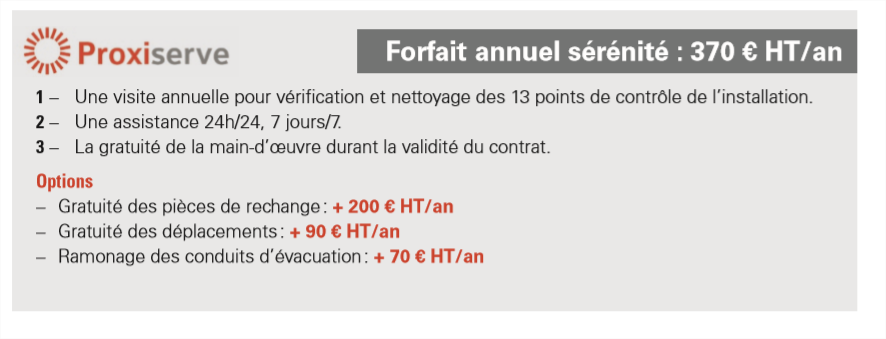 Proxiserve
Forfait annuel sérénité : 370 € HT/an
1 – Une visite annuelle pour vérification et nettoyage des 13 points de contrôle de l'installation.
2 – Une assistance 24h/24, 7 jours/7.
3 – La gratuité de la main-d'œuvre durant la validité du contrat.
Options
– Gratuité des pièces de rechange : + 200 € HT/an
– Gratuité des déplacements : + 90 € HT/an
– Ramonage des conduits d'évacuation : + 70 € HT/an